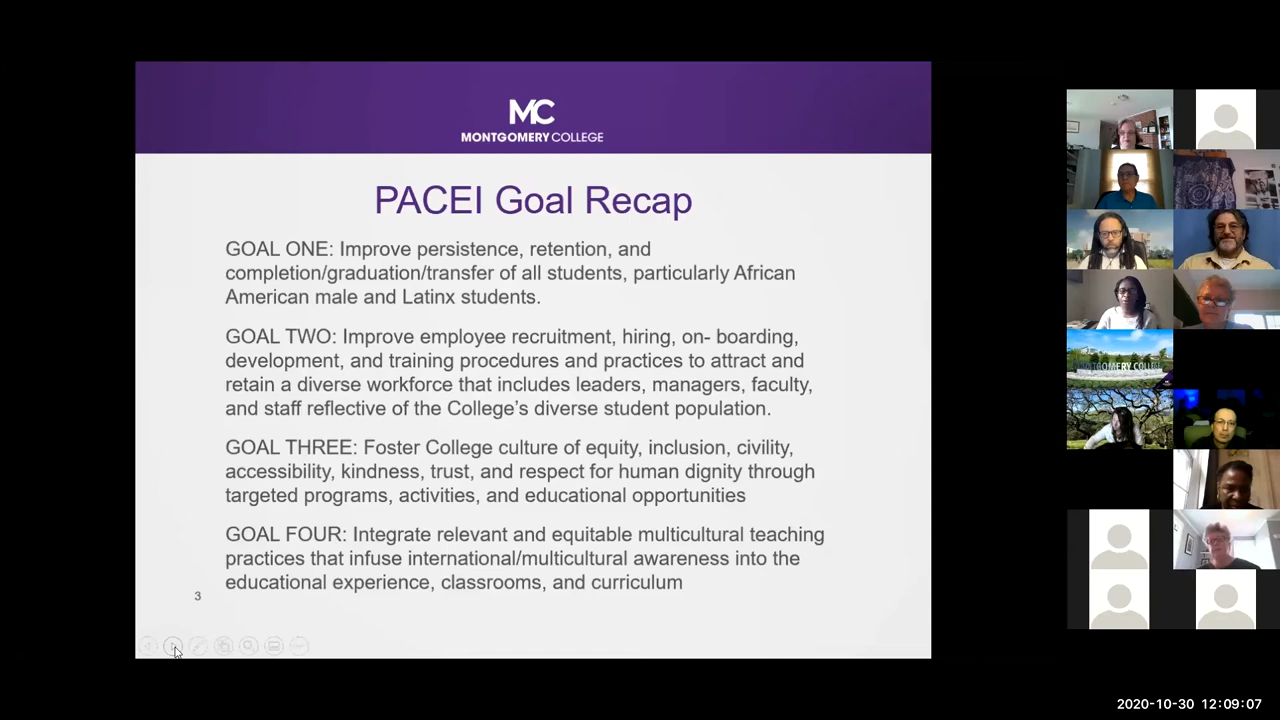 MC
MONTGOMERY COLLEGE
PACEI Goal Recap
GOAL ONE: Improve persistence, retention, and
completion/graduation/transfer of all students, particularly African
American male and Latinx students.
GOAL TWO: Improve employee recruitment, hiring, on- boarding,
development, and training procedures and practices to attract and
retain a diverse workforce that includes leaders, managers, faculty,
and staff reflective of the College's diverse student population.
GOAL THREE: Foster College culture of equity, inclusion, civility,
accessibility, kindness, trust, and respect for human dignity through
targeted programs, activities, and educational opportunities
GOAL FOUR: Integrate relevant and equitable multicultural teaching
practices that infuse international/multicultural awareness into the
educational experience, classrooms, and curriculum
3
2020-10-30 12:09:07